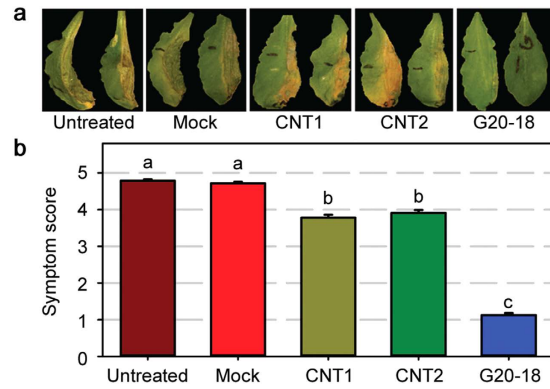 a
Untreated Mock CNT1 CNT2 G20-18
b
Symptom score
5
4
3
2
1
0
a a b b c
Untreated Mock CNT1 CNT2 G20-18